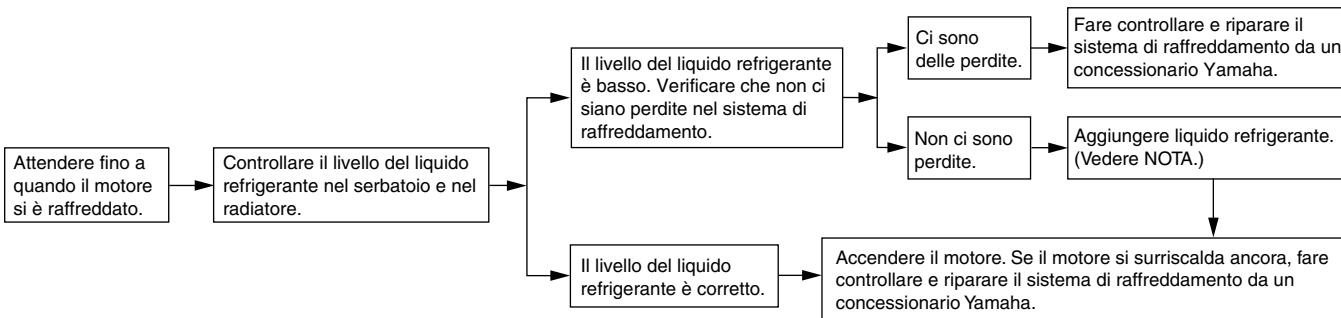 Attendere fino a
quando il motore
si è raffreddato.
Controllare il livello del liquido
refrigerante nel serbatoio e nel
radiatore.
Il livello del liquido refrigerante
è basso. Verificare che non ci
siano perdite nel sistema di
raffreddamento.
Ci sono
delle perdite.
Fare controllare e riparare il
sistema di raffreddamento da un
concessionario Yamaha.
Non ci sono
perdite.
Aggiungere liquido refrigerante.
(Vedere NOTA.)
Il livello del liquido
refrigerante è corretto.
Accendere il motore. Se il motore si surriscalda ancora, fare
controllare e riparare il sistema di raffreddamento da un
concessionario Yamaha.